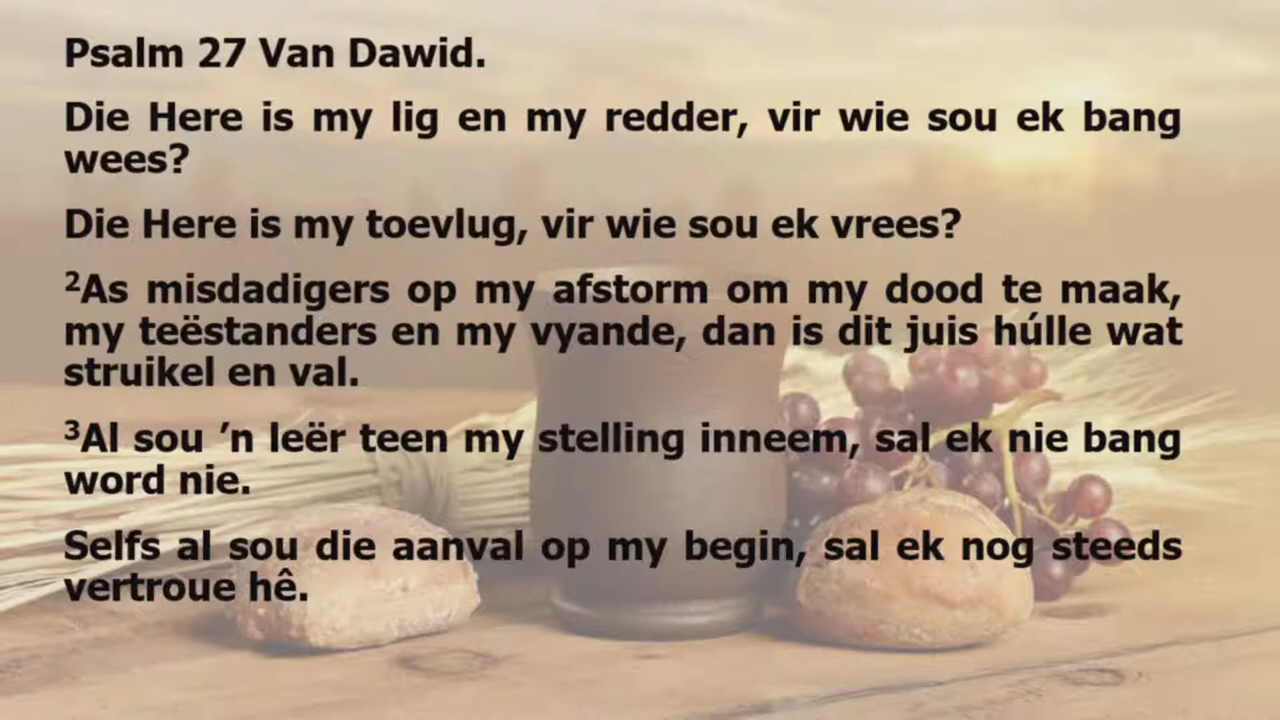 Psalm 27 Van Dawid.
Die Here is my lig en my redder, vir wie sou ek bang
wees?
Die Here is my toevlug, vir wie sou ek vrees?
²As misdadigers op my afstorm om my dood te maak,
my teëstanders en my vyande, dan is dit juis húlle wat
struikel en val.
³Al sou ’n leër teen my stelling inneem, sal ek nie bang
word nie.
Selfs al sou die aanval op my begin, sal ek nog steeds
vertroue hê.